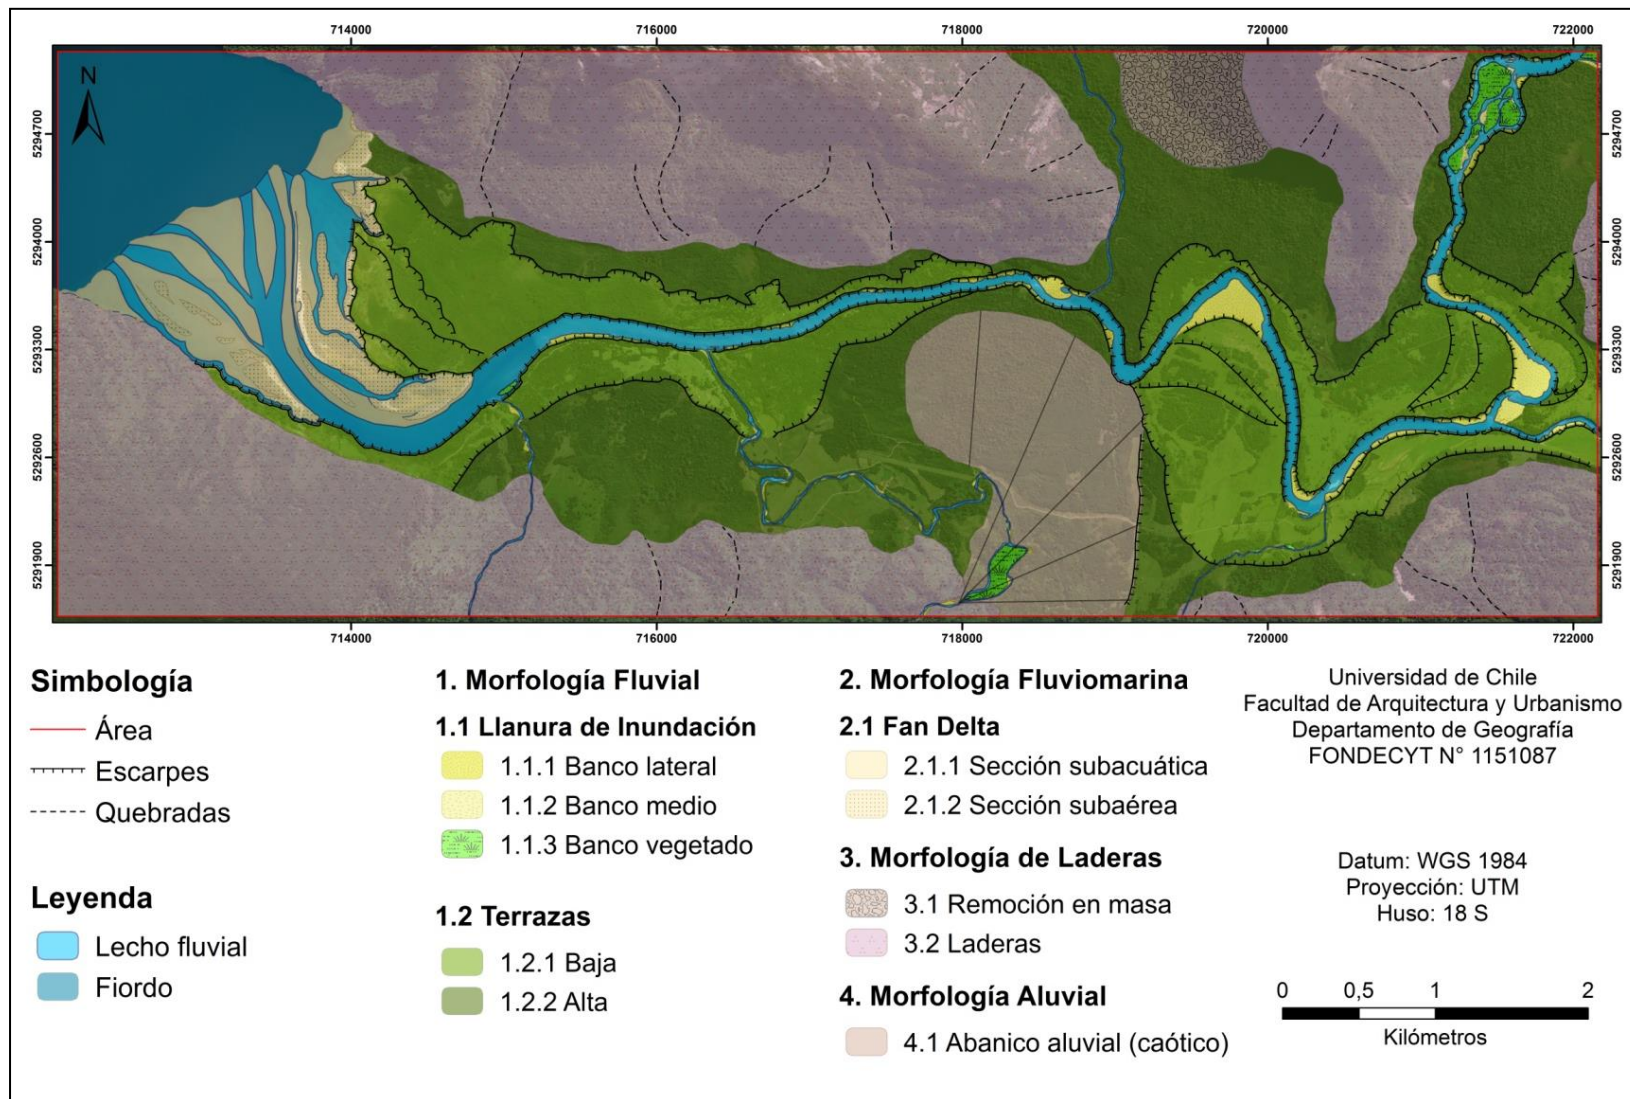 714000 716000 718000 720000 722000
N
5294700 5294700
5294000 5294000
5293300 5293300
5292600 5292600
5291900 5291900
714000 716000 718000 720000 722000
Simbología
Área
Escarpes
Quebradas
Leyenda
Lecho fluvial
Fiordo
1. Morfología Fluvial
1.1 Llanura de Inundación
1.1.1 Banco lateral
1.1.2 Banco medio
1.1.3 Banco vegetado
1.2 Terrazas
1.2.1 Baja
1.2.2 Alta
2. Morfología Fluviomarina
2.1 Fan Delta
2.1.1 Sección subacuática
2.1.2 Sección subaérea
3. Morfología de Laderas
3.1 Remoción en masa
3.2 Laderas
4. Morfología Aluvial
4.1 Abanico aluvial (caótico)
Universidad de Chile
Facultad de Arquitectura y Urbanismo
Departamento de Geografía
FONDECYT N° 1151087
Datum: WGS 1984
Proyección: UTM
Huso: 18 S
0 0,5 1 2
Kilómetros